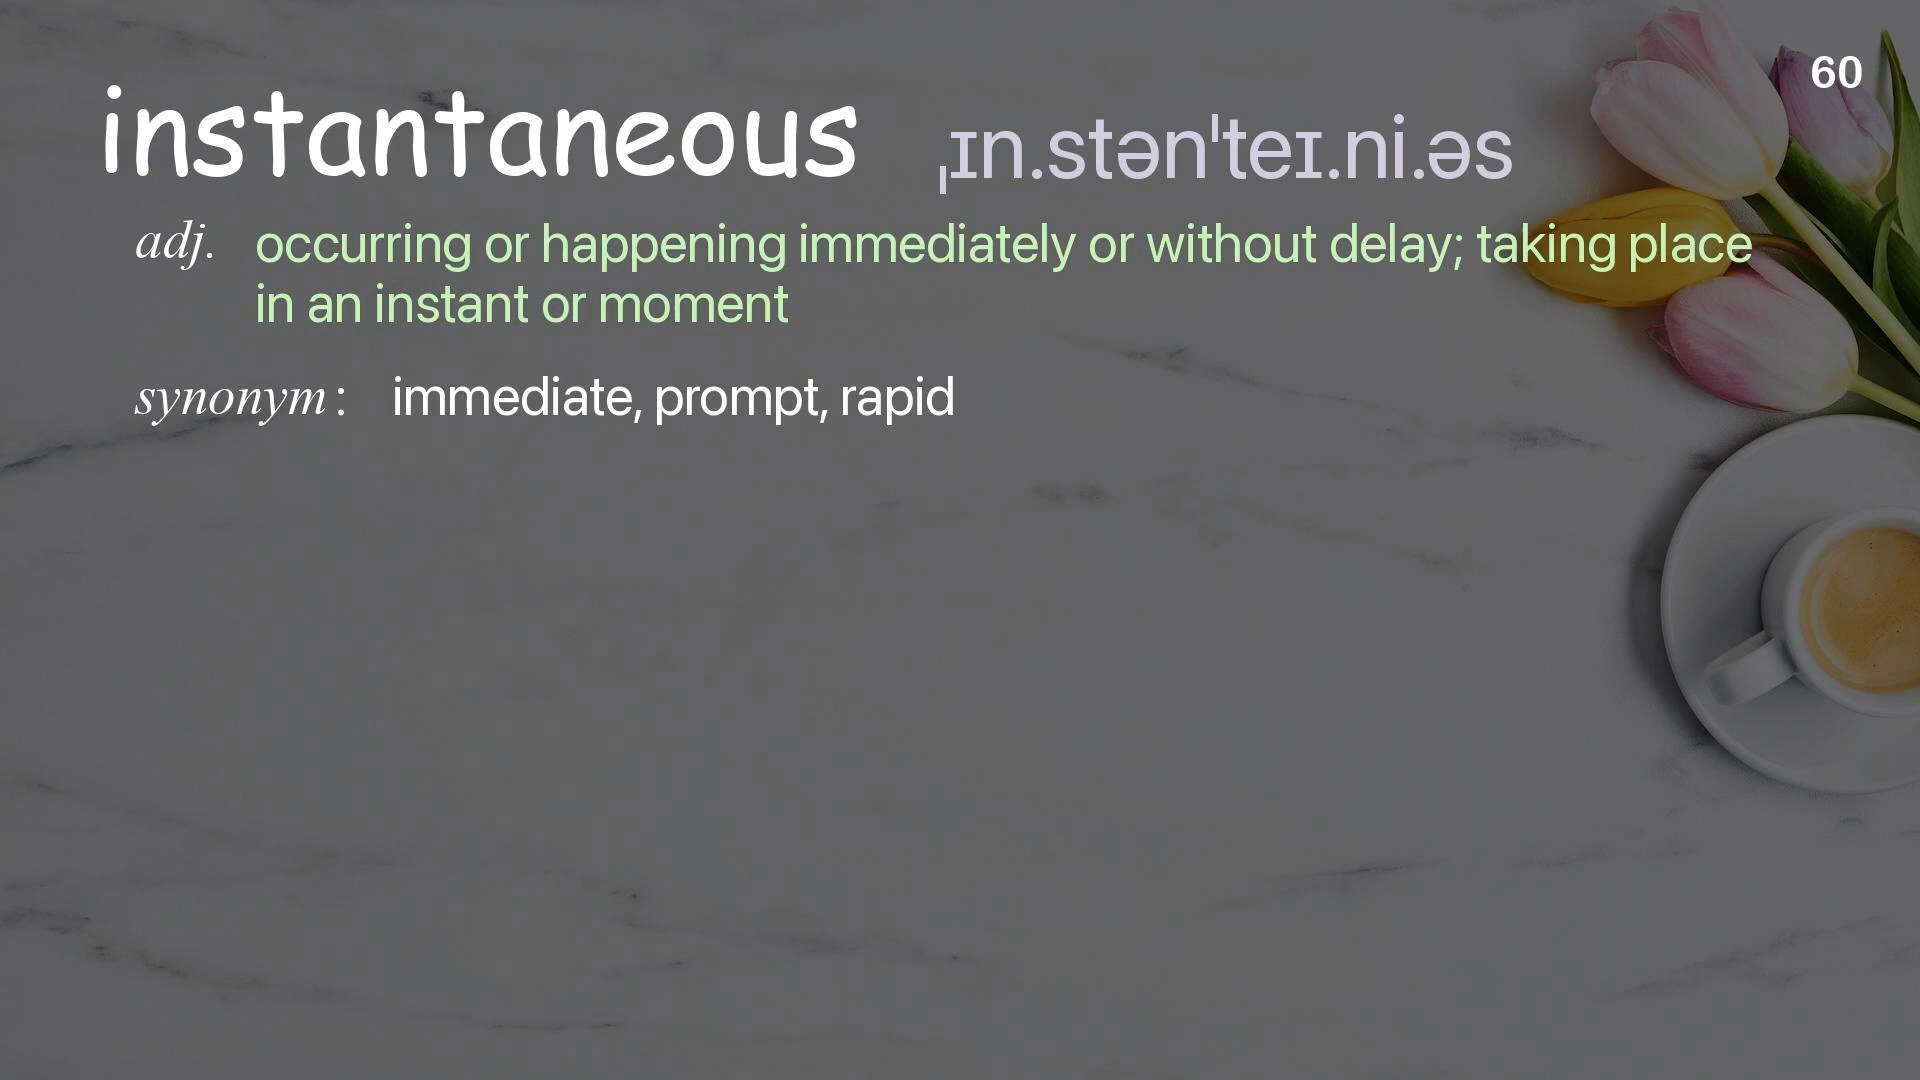 60
instantaneous ˌɪn.stənˈteɪ.ni.əs
adj. occurring or happening immediately or without delay; taking place
in an instant or moment
synonym : immediate, prompt, rapid